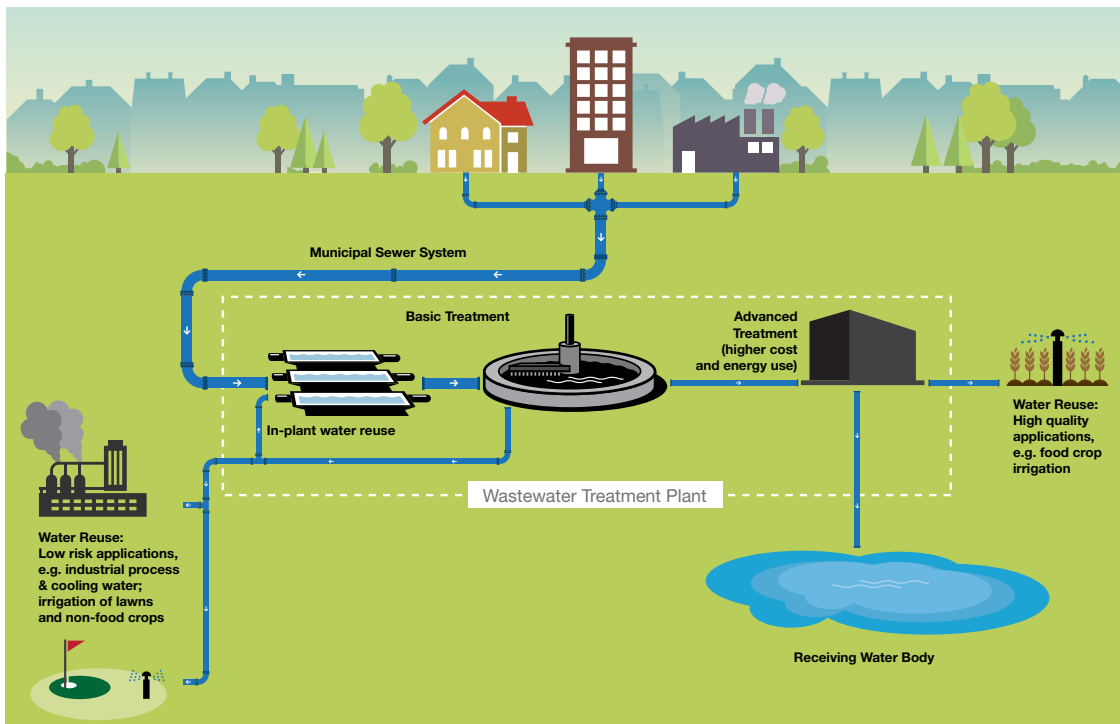 Municipal Sewer System
Basic Treatment
Advanced
Treatment
(higher cost
and energy use)
In-plant water reuse
Water Reuse:
High quality
applications,
e.g. food crop
irrigation
Wastewater Treatment Plant
Water Reuse:
Low risk applications,
e.g. industrial process
& cooling water;
irrigation of lawns
and non-food crops
Receiving Water Body